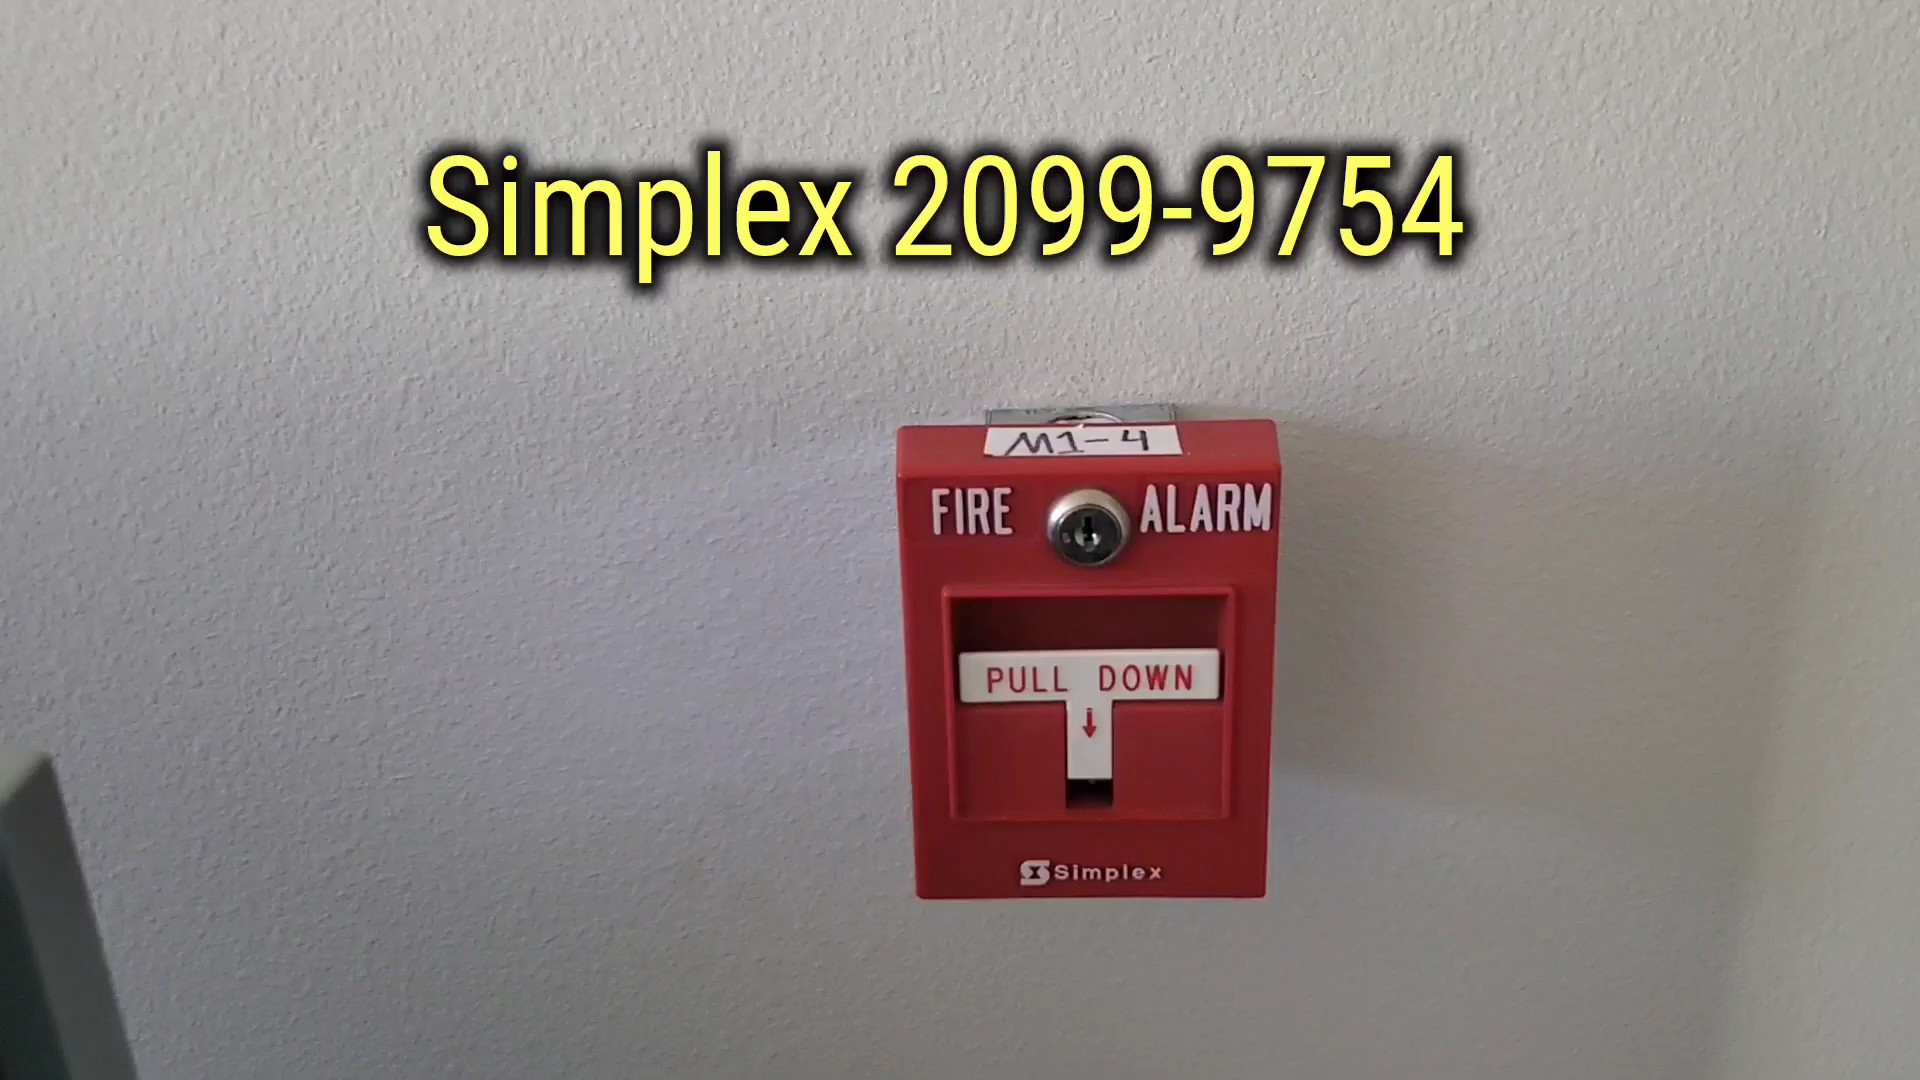 Simplex 2099-9754
M1-4
FIRE ALARM
PULL DOWN
Simplex